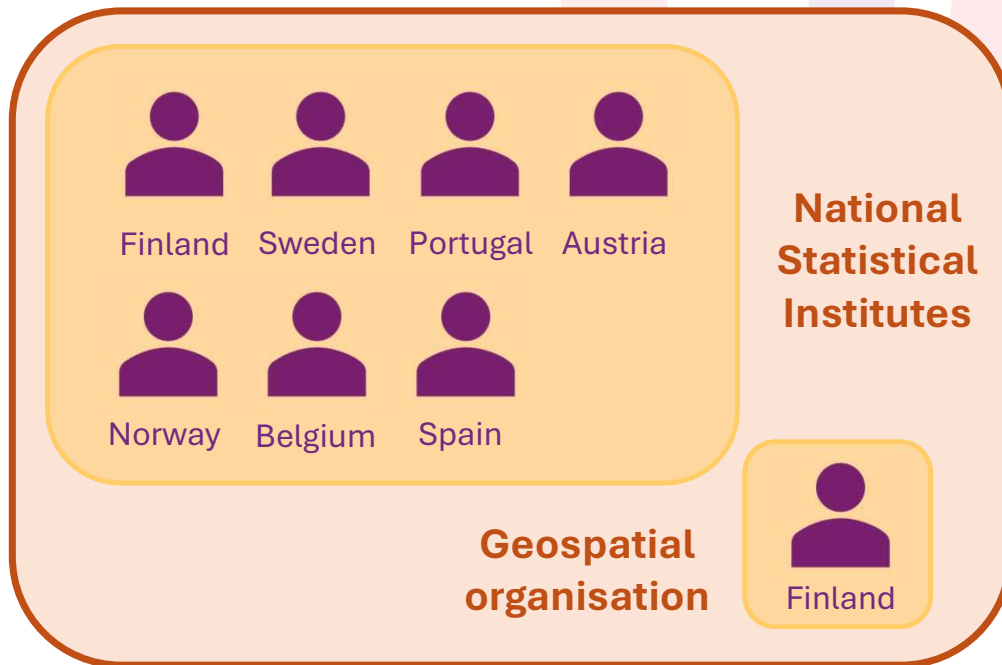 Finland Sweden Portugal Austria
Norway Belgium Spain
National
Statistical
Institutes
Geospatial
organisation
Finland